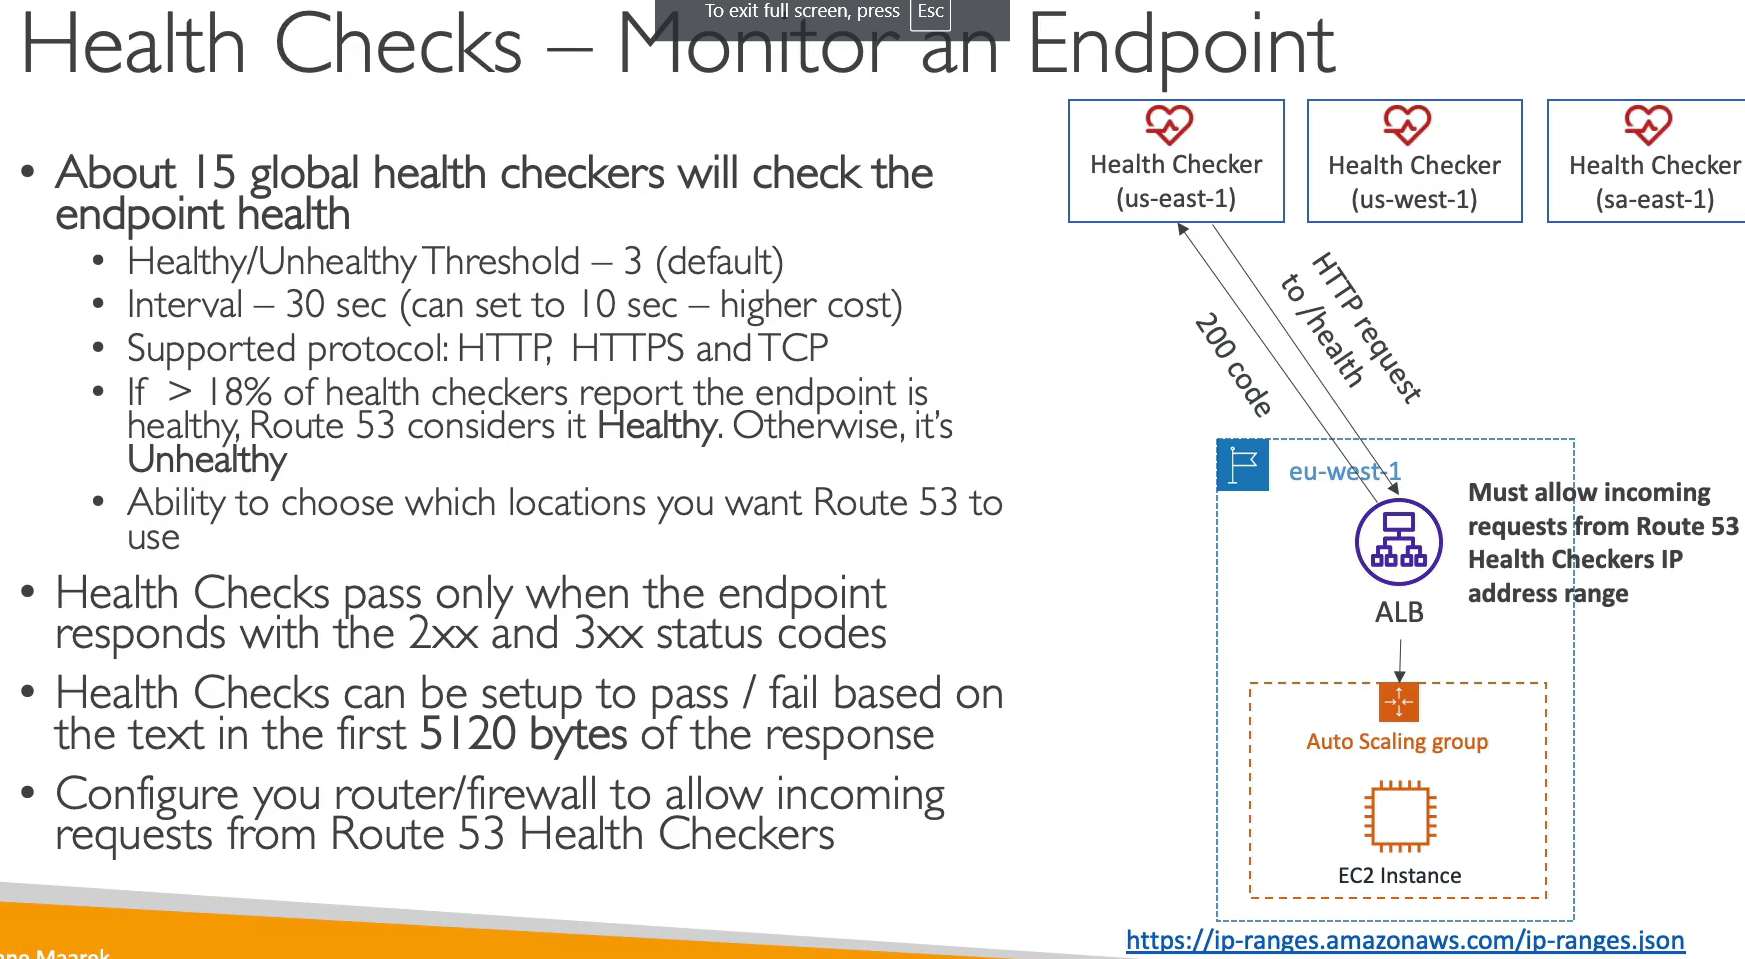 To exit full screen, press Esc
Health Checks – Monitor an Endpoint
• About 15 global health checkers will check the
endpoint health
• Healthy/Unhealthy Threshold – 3 (default)
• Interval – 30 sec (can set to 10 sec – higher cost)
• Supported protocol: HTTP, HTTPS and TCP
• If > 18% of health checkers report the endpoint is
healthy, Route 53 considers it Healthy. Otherwise, it’s
Unhealthy
• Ability to choose which locations you want Route 53 to
use
• Health Checks pass only when the endpoint
responds with the 2xx and 3xx status codes
• Health Checks can be setup to pass / fail based on
the text in the first 5120 bytes of the response
• Configure you router/firewall to allow incoming
requests from Route 53 Health Checkers
Health Checker
(us-east-1)
Health Checker
(us-west-1)
Health Checker
(sa-east-1)
HTTP request
to /health
200 code
eu-west-1
Must allow incoming
requests from Route 53
Health Checkers IP
address range
ALB
Auto Scaling group
EC2 Instance
https://ip-ranges.amazonaws.com/ip-ranges.json
Maarek